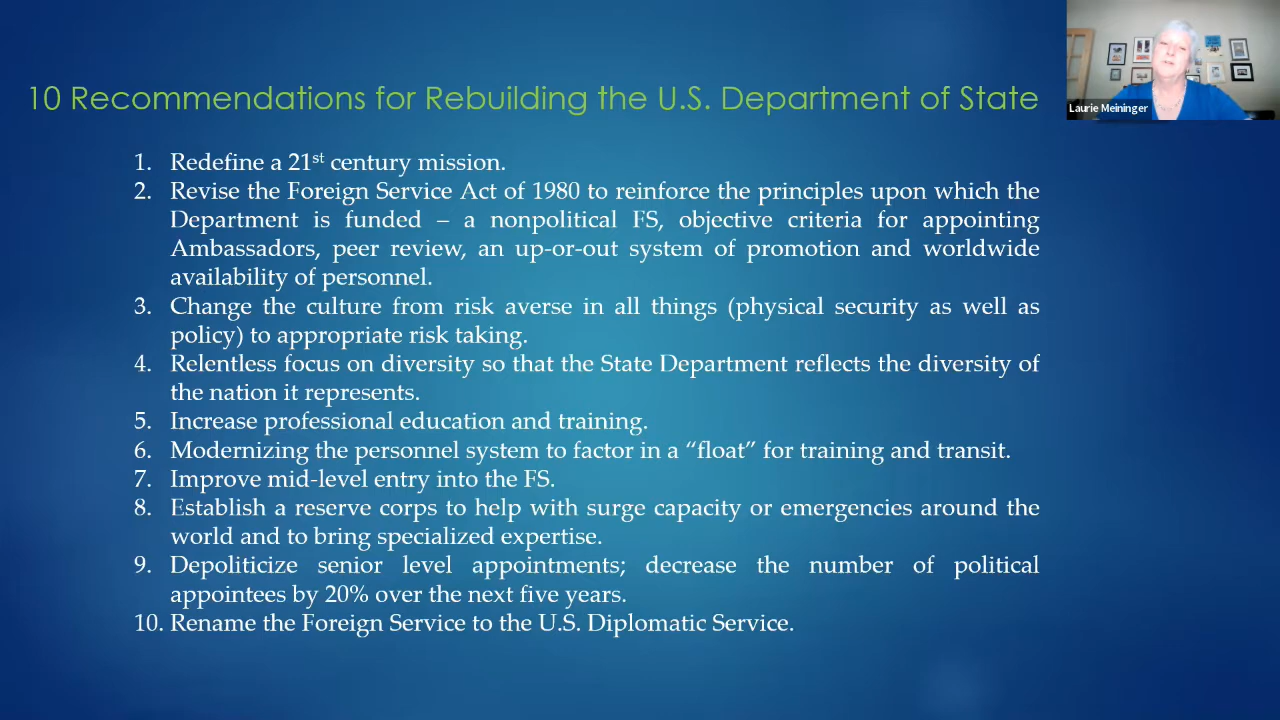 10 Recommendations for Rebuilding the U.S. Department of State
Laurie Meininger
1. Redefine a 21st century mission.
2. Revise the Foreign Service Act of 1980 to reinforce the principles upon which the
Department is funded – a nonpolitical FS, objective criteria for appointing
Ambassadors, peer review, an up-or-out system of promotion and worldwide
availability of personnel.
3. Change the culture from risk averse in all things (physical security as well as
policy) to appropriate risk taking.
4. Relentless focus on diversity so that the State Department reflects the diversity of
the nation it represents.
5. Increase professional education and training.
6. Modernizing the personnel system to factor in a “float” for training and transit.
7. Improve mid-level entry into the FS.
8. Establish a reserve corps to help with surge capacity or emergencies around the
world and to bring specialized expertise.
9. Depoliticize senior level appointments; decrease the number of political
appointees by 20% over the next five years.
10. Rename the Foreign Service to the U.S. Diplomatic Service.